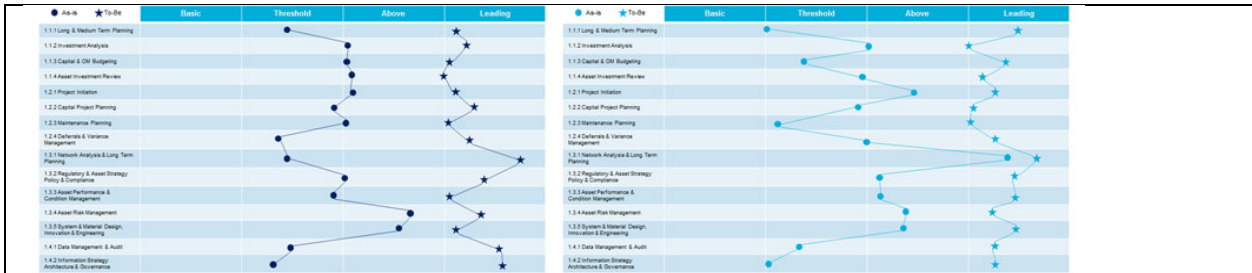 As-is To-Be Basic Threshold Above Leading
1.1.1 Long & Medium Term Planning
1.1.2 Investment Analysis
1.1.3 Capital & OM Budgeting
1.1.4 Asset Investment Review
1.2.1 Project Initiation
1.2.2 Capital Project Planning
1.2.3 Maintenance Planning
1.2.4 Deferrals & Variance
Management
1.3.1 Network Analysis & Long Term
Planning
1.3.2 Regulatory & Asset Strategy
Policy & Compliance
1.3.3 Asset Performance &
Condition Management
1.3.4 Asset Risk Management
1.3.5 System & Material Design,
Innovation & Engineering
1.4.1 Data Management & Audit
1.4.2 Information Strategy
Architecture & Governance
As-is To-Be Basic Threshold Above Leading
1.1.1 Long & Medium Term Planning
1.1.2 Investment Analysis
1.1.3 Capital & OM Budgeting
1.1.4 Asset Investment Review
1.2.1 Project Initiation
1.2.2 Capital Project Planning
1.2.3 Maintenance Planning
1.2.4 Deferrals & Variance
Management
1.3.1 Network Analysis & Long Term
Planning
1.3.2 Regulatory & Asset Strategy
Policy & Compliance
1.3.3 Asset Performance &
Condition Management
1.3.4 Asset Risk Management
1.3.5 System & Material Design,
Innovation & Engineering
1.4.1 Data Management & Audit
1.4.2 Information Strategy
Architecture & Governance